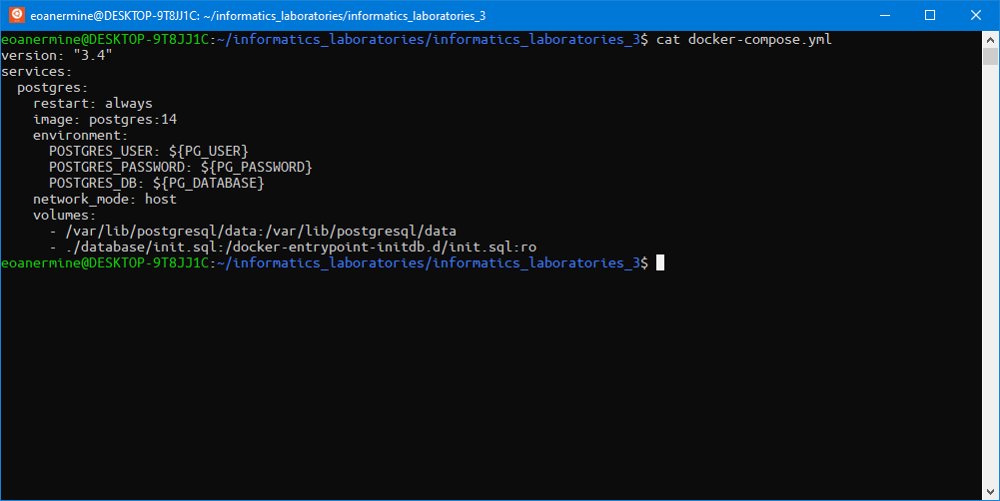 eoanermine@DESKTOP-9T8JJ1C: ~/informatics_laboratories/informatics_laboratories_3
eoanermine@DESKTOP-9T8JJ1C:~/informatics_laboratories/informatics_laboratories_3$ cat docker-compose.yml
version: "3.4"
services:
  postgres:
    restart: always
    image: postgres:14
    environment:
      POSTGRES_USER: ${PG_USER}
      POSTGRES_PASSWORD: ${PG_PASSWORD}
      POSTGRES_DB: ${PG_DATABASE}
    network_mode: host
    volumes:
      - /var/lib/postgresql/data:/var/lib/postgresql/data
      - ./database/init.sql:/docker-entrypoint-initdb.d/init.sql:ro
eoanermine@DESKTOP-9T8JJ1C:~/informatics_laboratories/informatics_laboratories_3$